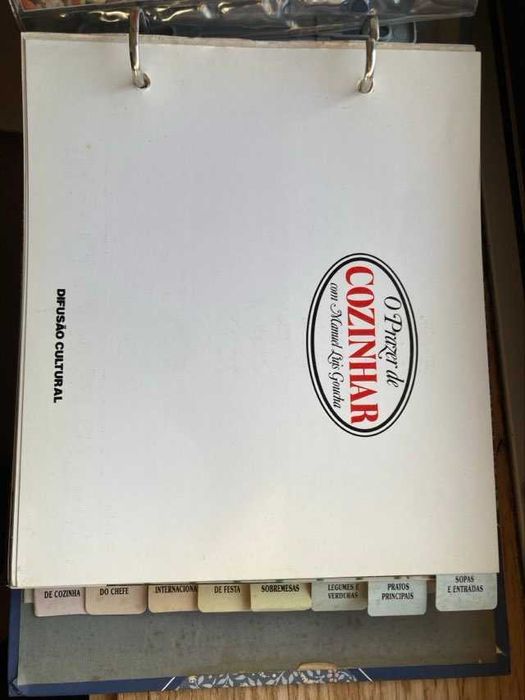 O Prazer de
COZINHAR
com Manuel Luís Goucha
DIFUSÃO CULTURAL
SOPAS
E ENTRADAS
PRATOS
PRINCIPAIS
LEGUMES E
VERDURAS
SOBREMESAS
DE FESTA
INTERNACIONA
DO CHEFE
DE COZINHA